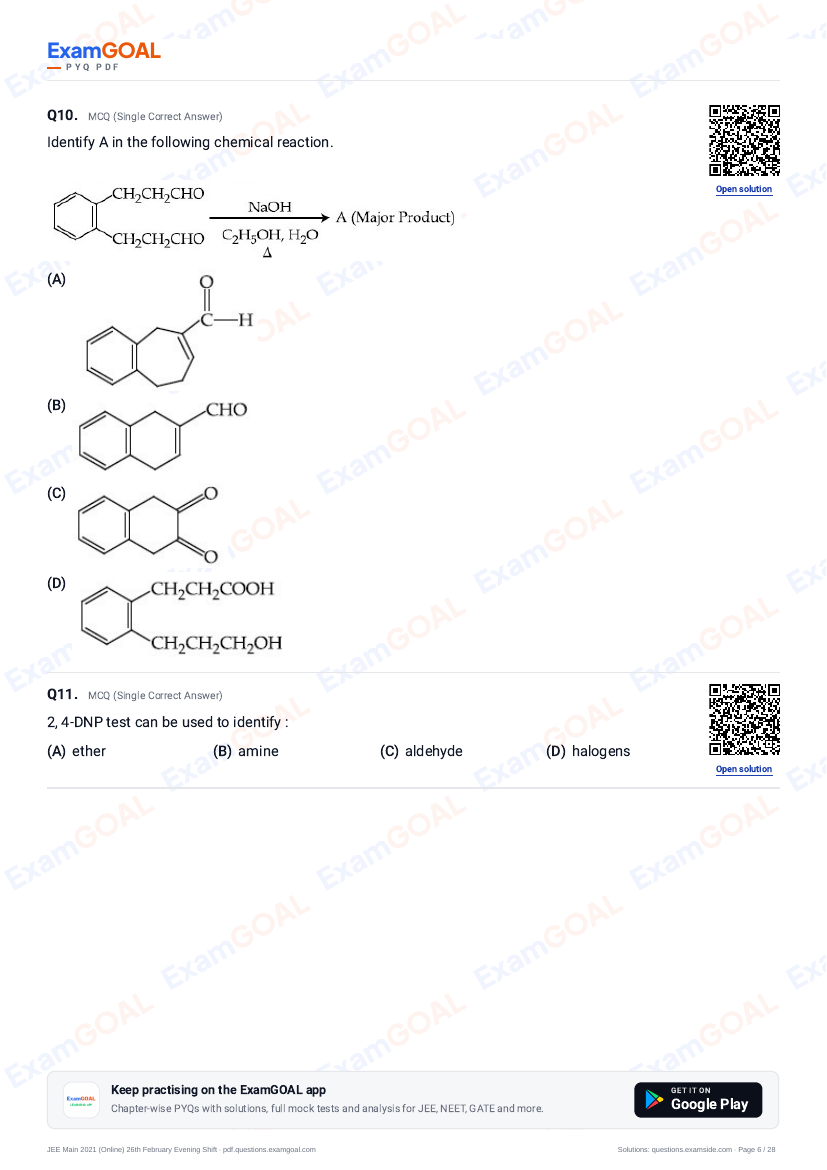 ExamGOAL
PYQ PDF
Q10. MCQ (Single Correct Answer)
Identify A in the following chemical reaction.
Open solution
CH₂CH₂CHO
CH₂CH₂CHO
NaOH
C₂H₅OH, H₂O
Δ
A (Major Product)
(A)
O
C—H
(B)
CHO
(C)
O
O
(D)
CH₂CH₂COOH
CH₂CH₂CH₂OH
Q11. MCQ (Single Correct Answer)
2, 4-DNP test can be used to identify :
(A) ether (B) amine (C) aldehyde (D) halogens
Open solution
ExamGOAL
Keep practising on the ExamGOAL app
Chapter-wise PYQs with solutions, full mock tests and analysis for JEE, NEET, GATE and more.
GET IT ON
Google Play
JEE Main 2021 (Online) 26th February Evening Shift · pdf.questions.examgoal.com
Solutions: questions.examside.com · Page 6 / 28